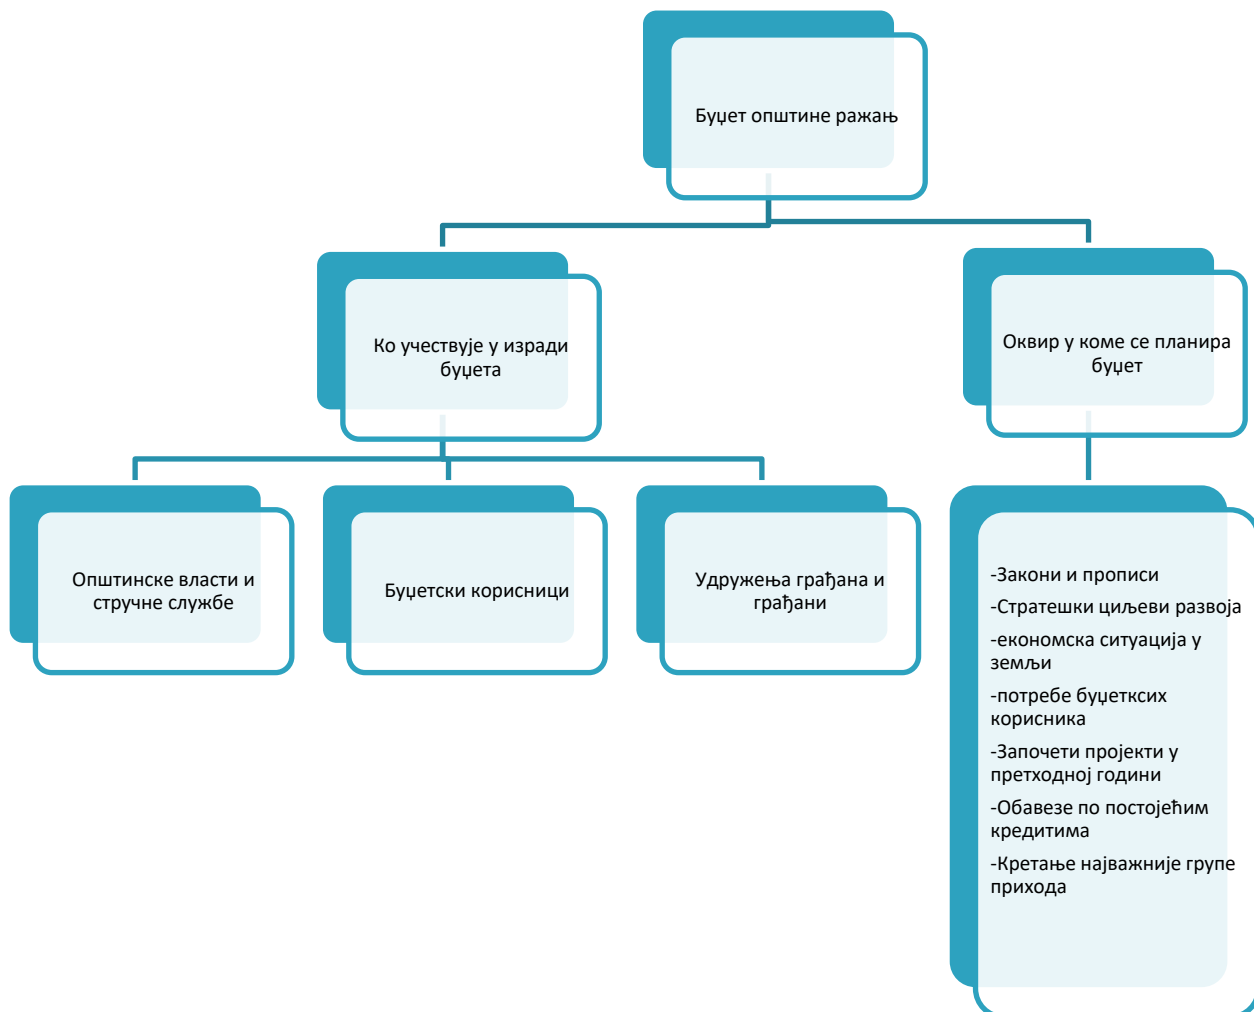 Буџет општине ражањ
Ко учествује у изради
буџета
Оквир у коме се планира
буџет
Општинске власти и
стручне службе
Буџетски корисници
Удружења грађана и
грађани
-Закони и прописи
-Стратешки циљеви развоја
-економска ситуација у
земљи
-потребе буџетксих
корисника
-Започети пројекти у
претходној години
-Обавезе по постојећим
кредитима
-Кретање најважније групе
прихода